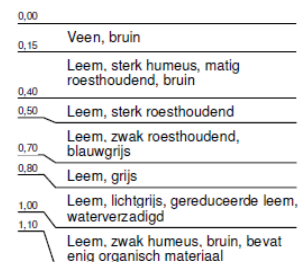 0,00
Veen, bruin
0,15
Leem, sterk humeus, matig
roesthoudend, bruin
0,40
0,50
Leem, sterk roesthoudend
Leem, zwak roesthoudend,
blauwgrijs
0,70
0,80
Leem, grijs
Leem, lichtgrijs, gereduceerde leem,
waterverzadigd
1,00
1,10
Leem, zwak humeus, bruin, bevat
enig organisch materiaal